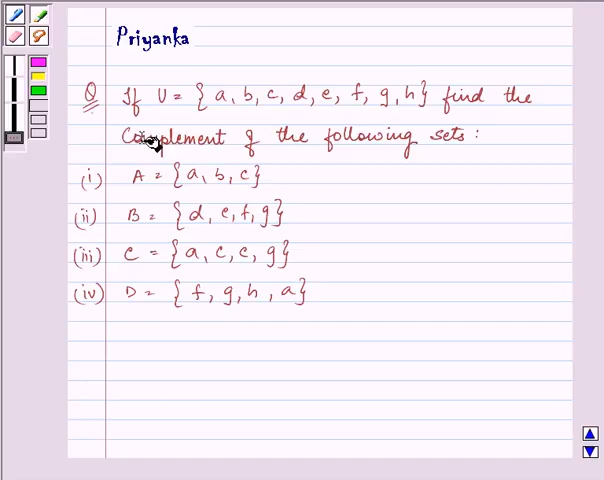 Priyanka
Q If U = { a, b, c, d, e, f, g, h } find the
Complement of the following sets :
(i) A = { a, b, c }
(ii) B = { d, e, f, g }
(iii) C = { a, c, e, g }
(iv) D = { f, g, h , a }